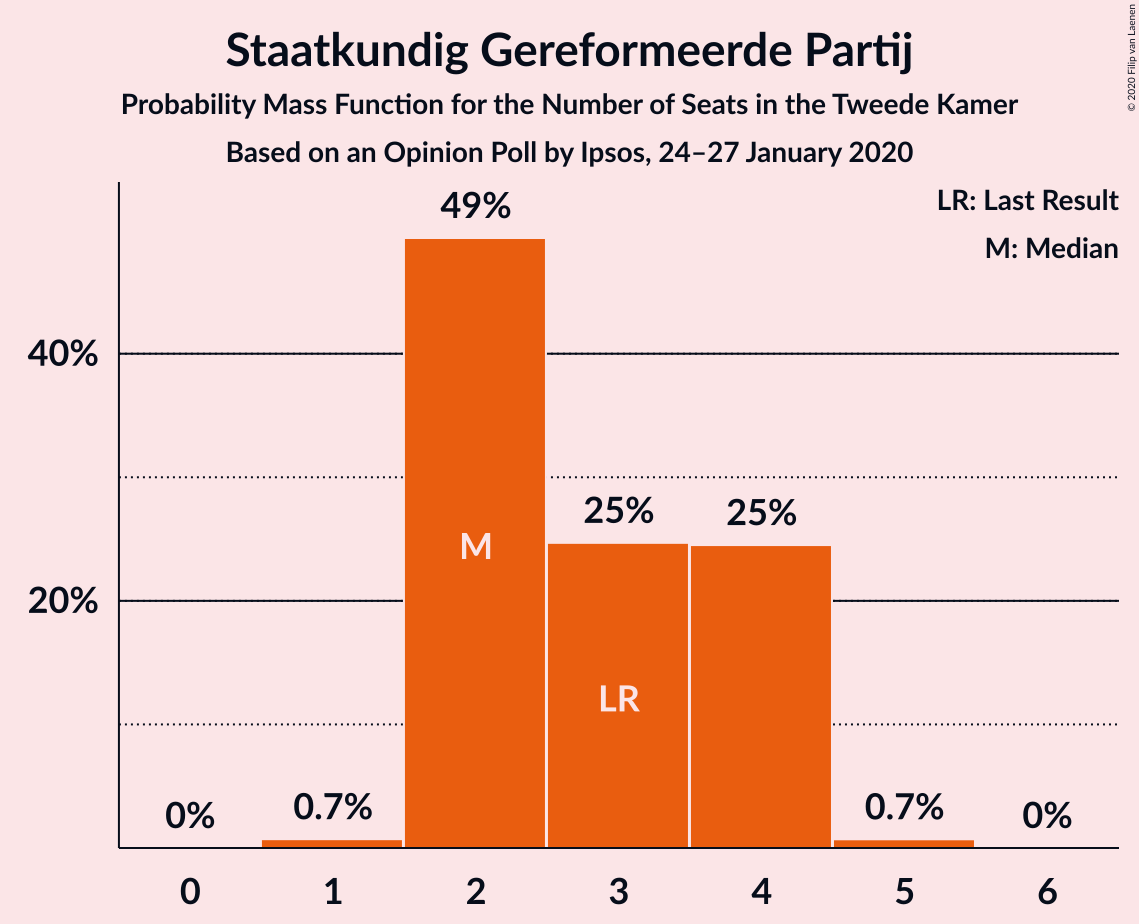 Staatkundig Gereformeerde Partij
Probability Mass Function for the Number of Seats in the Tweede Kamer
Based on an Opinion Poll by Ipsos, 24–27 January 2020
© 2020 Filip van Laenen
LR: Last Result
M: Median
49%
40%
25%
25%
M
20%
LR
0%
0.7%
0.7%
0%
0 1 2 3 4 5 6